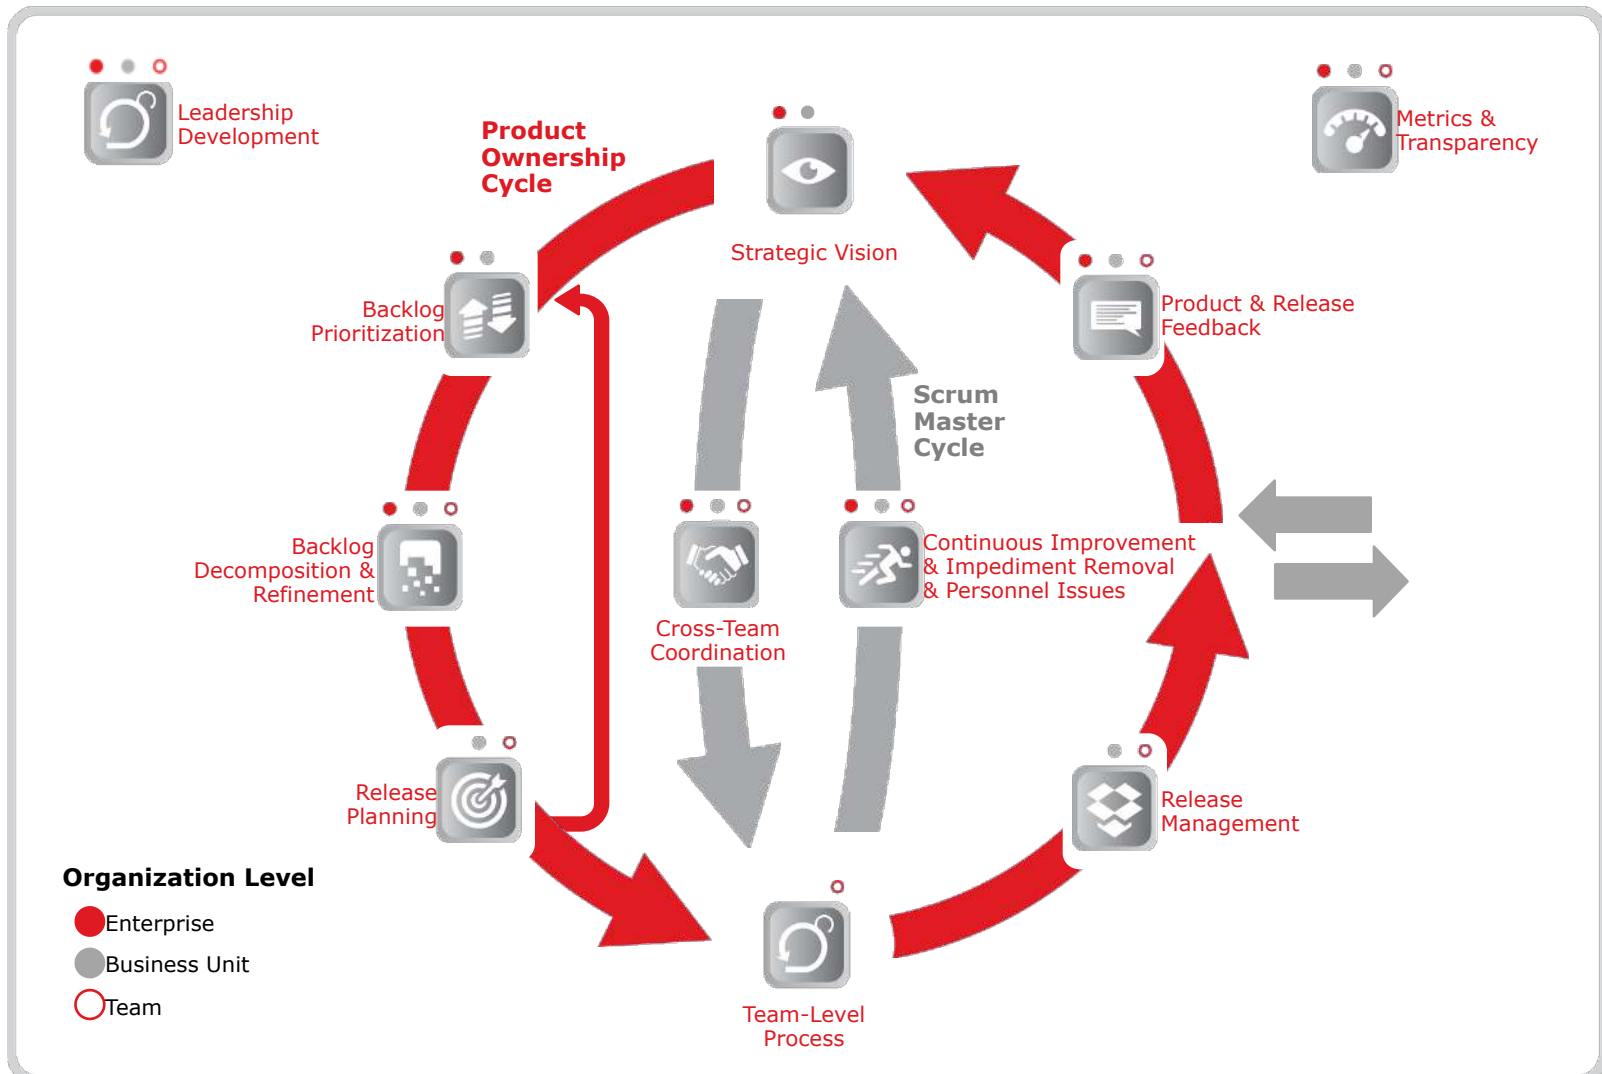 Leadership
Development
Metrics &
Transparency
Product
Ownership
Cycle
Strategic Vision
Backlog
Prioritization
Product & Release
Feedback
Scrum
Master
Cycle
Backlog
Decomposition &
Refinement
Continuous Improvement
& Impediment Removal
& Personnel Issues
Cross-Team
Coordination
Release
Planning
Release
Management
Organization Level
Enterprise
Business Unit
Team
Team-Level
Process